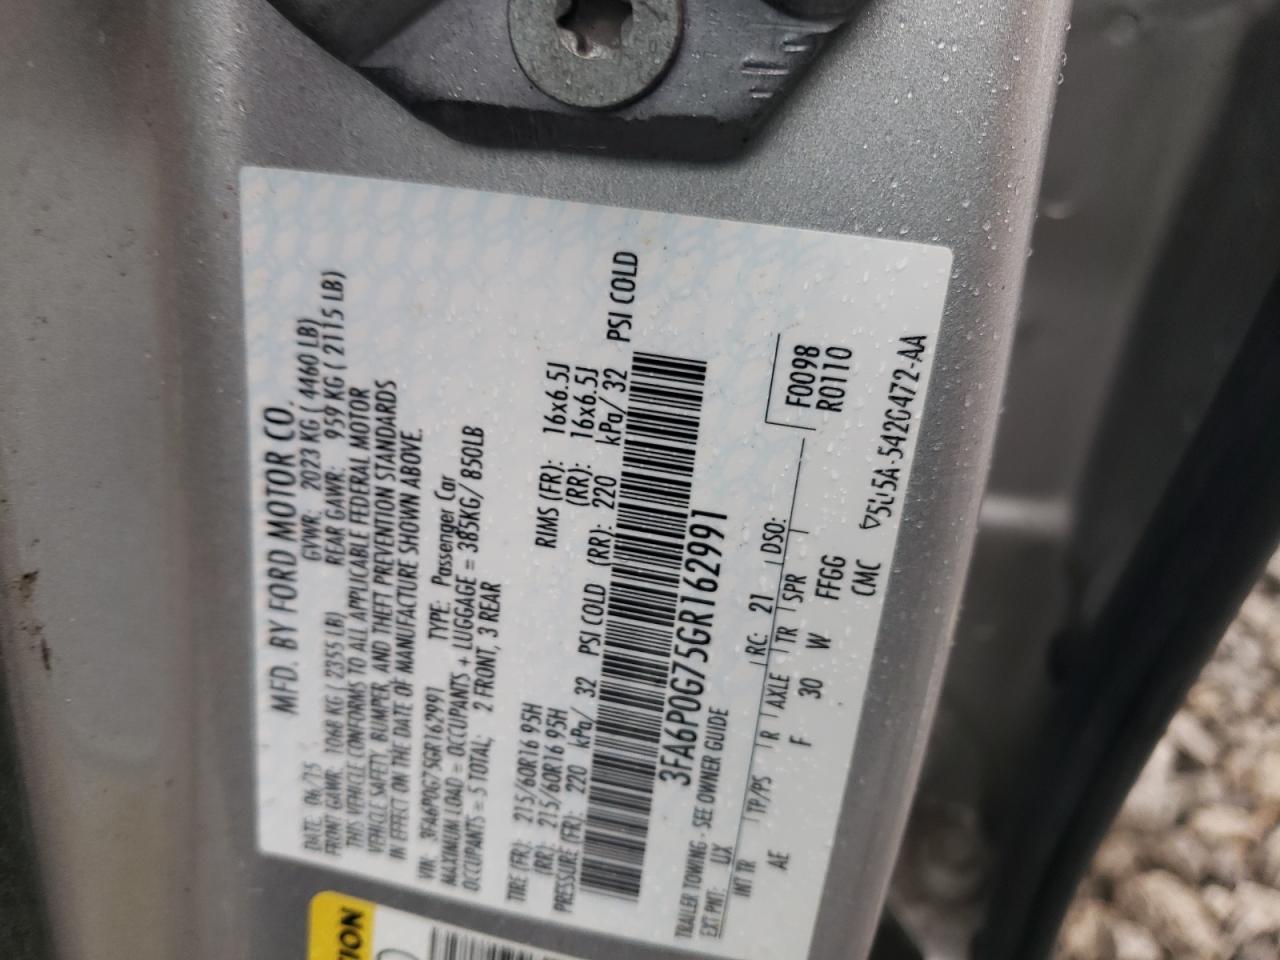 MFD. BY FORD MOTOR CO.
DATE: 06/15 GVWR: 2023 KG ( 4460 LB)
FRONT GAWR: 1068 KG ( 2355 LB) REAR GAWR: 959 KG ( 2115 LB)
THIS VEHICLE CONFORMS TO ALL APPLICABLE FEDERAL MOTOR
VEHICLE SAFETY, BUMPER, AND THEFT PREVENTION STANDARDS
IN EFFECT ON THE DATE OF MANUFACTURE SHOWN ABOVE.
VIN: 3FA6P0G75GR162991 TYPE: Passenger Car
MAXIMUM LOAD = OCCUPANTS + LUGGAGE = 385KG/ 850LB
OCCUPANTS = 5 TOTAL; 2 FRONT, 3 REAR
TIRE (FR): 215/60R16 95H RIMS (FR): 16x6.5J
(RR): 215/60R16 95H (RR): 16x6.5J
PRESSURE (FR): 220 kPa/ 32 PSI COLD (RR): 220 kPa/ 32 PSI COLD
3FA6P0G75GR162991
TRAILER TOWING - SEE OWNER GUIDE
EXT PNT: UX RC: 21 DSO: F0098
R0110
INT TR TP/PS R AXLE TR SPR
AE F 30 W FFGG
CMC 5U5A-5420472-AA
TION